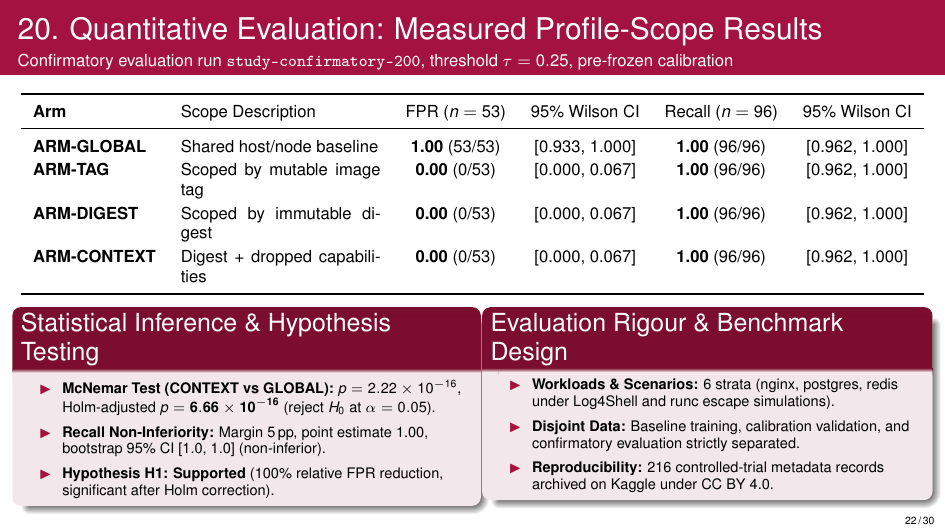 20. Quantitative Evaluation: Measured Profile-Scope Results
Confirmatory evaluation run study-confirmatory-200, threshold τ = 0.25, pre-frozen calibration
Arm Scope Description FPR (n = 53) 95% Wilson CI Recall (n = 96) 95% Wilson CI
ARM-GLOBAL Shared host/node baseline 1.00 (53/53) [0.933, 1.000] 1.00 (96/96) [0.962, 1.000]
ARM-TAG Scoped by mutable image 0.00 (0/53) [0.000, 0.067] 1.00 (96/96) [0.962, 1.000]
tag
ARM-DIGEST Scoped by immutable di- 0.00 (0/53) [0.000, 0.067] 1.00 (96/96) [0.962, 1.000]
gest
ARM-CONTEXT Digest + dropped capabili- 0.00 (0/53) [0.000, 0.067] 1.00 (96/96) [0.962, 1.000]
ties
Statistical Inference & Hypothesis
Testing
McNemar Test (CONTEXT vs GLOBAL): p = 2.22 × 10⁻¹⁶,
Holm-adjusted p = 6.66 × 10⁻¹⁶ (reject H₀ at α = 0.05).
Recall Non-Inferiority: Margin 5 pp, point estimate 1.00,
bootstrap 95% CI [1.0, 1.0] (non-inferior).
Hypothesis H1: Supported (100% relative FPR reduction,
significant after Holm correction).
Evaluation Rigour & Benchmark
Design
Workloads & Scenarios: 6 strata (nginx, postgres, redis
under Log4Shell and runc escape simulations).
Disjoint Data: Baseline training, calibration validation, and
confirmatory evaluation strictly separated.
Reproducibility: 216 controlled-trial metadata records
archived on Kaggle under CC BY 4.0.
22 / 30